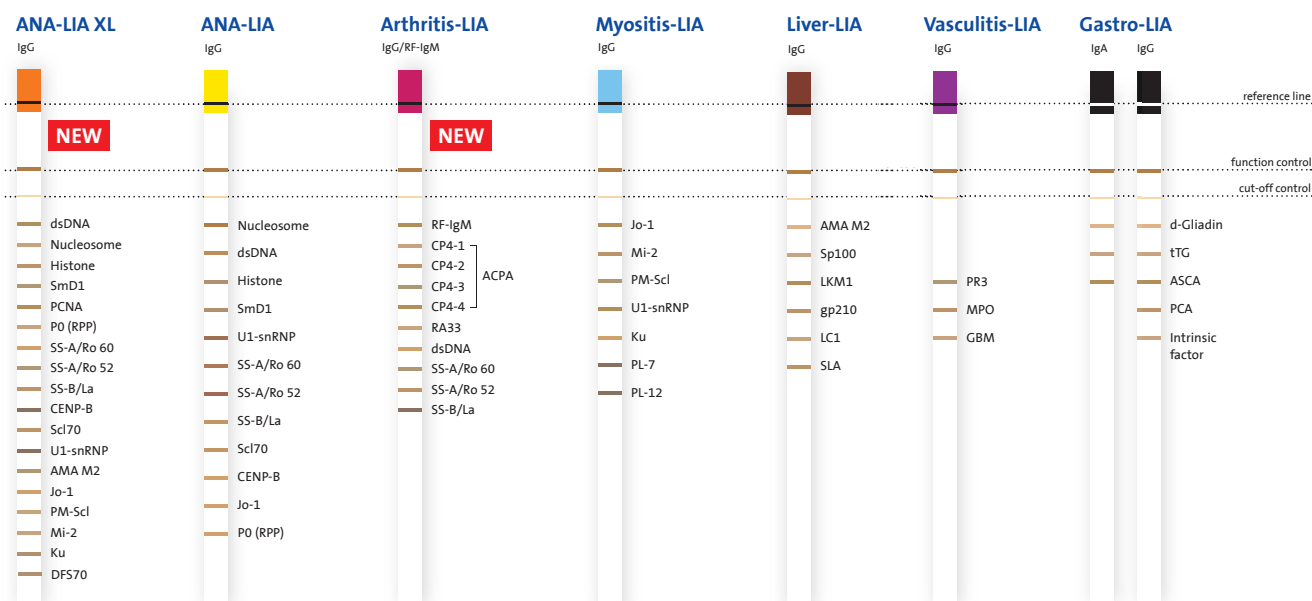 ANA-LIA XL
IgG
NEW
dsDNA
Nucleosome
Histone
SmD1
PCNA
P0 (RPP)
SS-A/Ro 60
SS-A/Ro 52
SS-B/La
CENP-B
Scl70
U1-snRNP
AMA M2
Jo-1
PM-Scl
Mi-2
Ku
DFS70
ANA-LIA
IgG
Nucleosome
dsDNA
Histone
SmD1
U1-snRNP
SS-A/Ro 60
SS-A/Ro 52
SS-B/La
Scl70
CENP-B
Jo-1
P0 (RPP)
Arthritis-LIA
IgG/RF-IgM
NEW
RF-IgM
CP4-1
CP4-2
CP4-3
CP4-4
ACPA
RA33
dsDNA
SS-A/Ro 60
SS-A/Ro 52
SS-B/La
Myositis-LIA
IgG
Jo-1
Mi-2
PM-Scl
U1-snRNP
Ku
PL-7
PL-12
Liver-LIA
IgG
AMA M2
Sp100
LKM1
gp210
LC1
SLA
Vasculitis-LIA
IgG
PR3
MPO
GBM
Gastro-LIA
IgA IgG
reference line
function control
cut-off control
d-Gliadin
tTG
ASCA
PCA
Intrinsic
factor